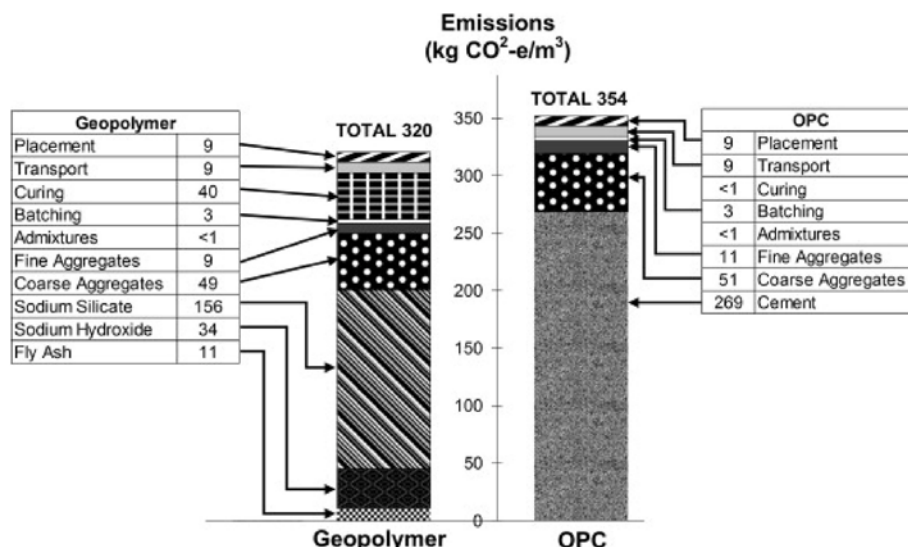 Emissions
(kg CO²-e/m³)
Geopolymer
Placement 9
Transport 9
Curing 40
Batching 3
Admixtures <1
Fine Aggregates 9
Coarse Aggregates 49
Sodium Silicate 156
Sodium Hydroxide 34
Fly Ash 11
TOTAL 320
350
300
250
200
150
100
50
0
TOTAL 354
OPC
9 Placement
9 Transport
<1 Curing
3 Batching
<1 Admixtures
11 Fine Aggregates
51 Coarse Aggregates
269 Cement
Geopolymer
OPC